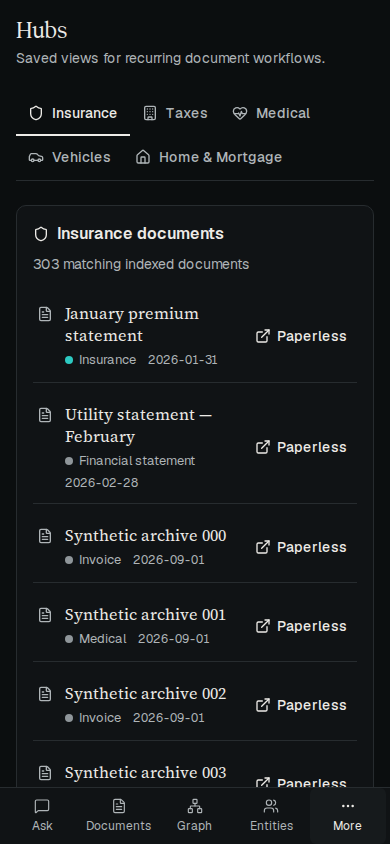 Hubs
Saved views for recurring document workflows.
Insurance Taxes Medical
Vehicles Home & Mortgage
Insurance documents
303 matching indexed documents
January premium
statement
Paperless
Insurance 2026-01-31
Utility statement —
February
Paperless
Financial statement
2026-02-28
Synthetic archive 000
Paperless
Invoice 2026-09-01
Synthetic archive 001
Paperless
Medical 2026-09-01
Synthetic archive 002
Paperless
Invoice 2026-09-01
Synthetic archive 003
Paperless
Ask Documents Graph Entities More